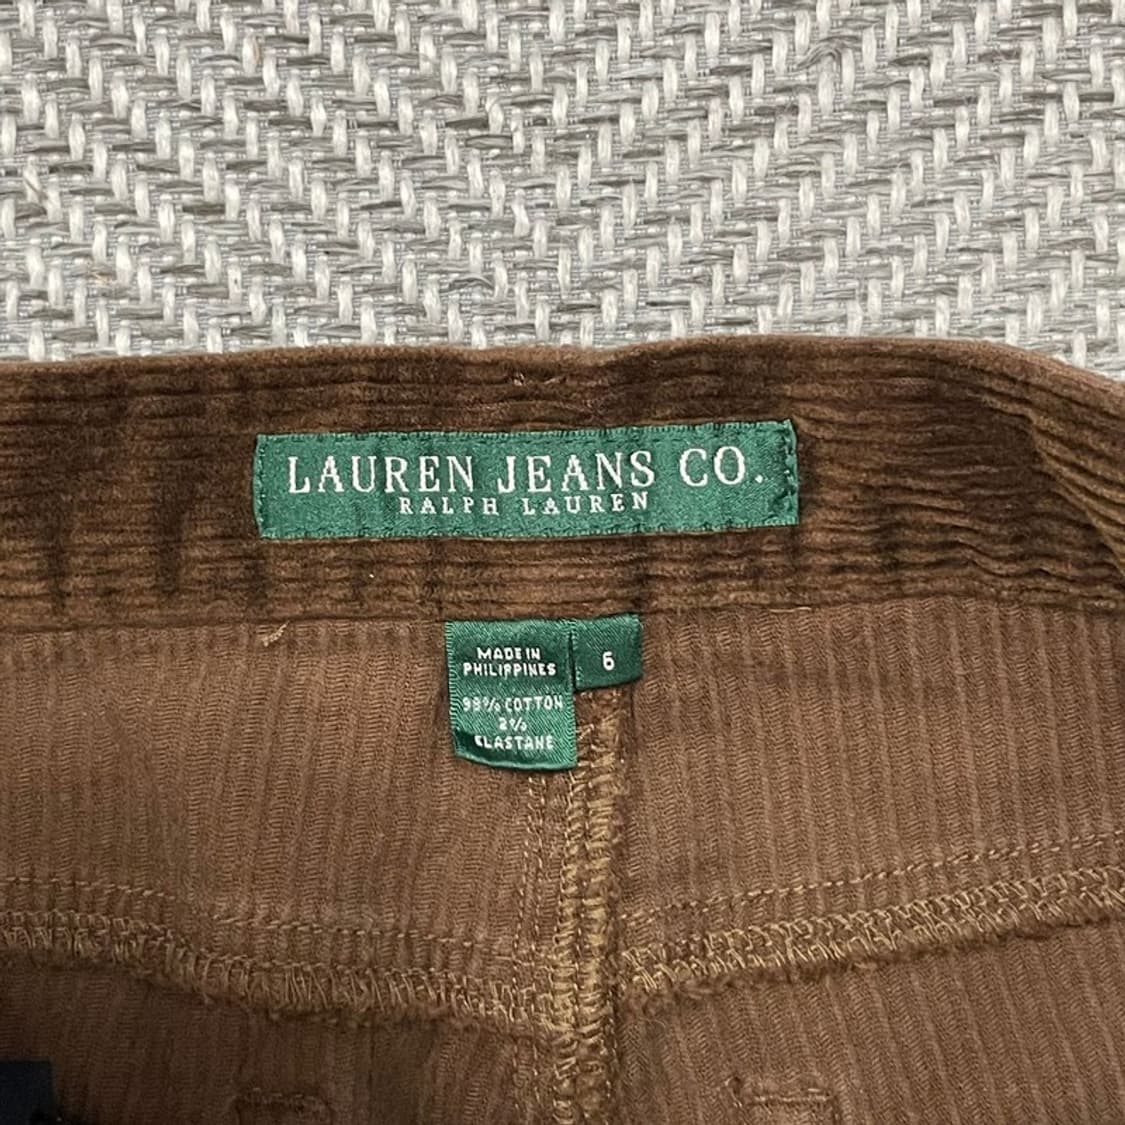 LAUREN JEANS CO.
RALPH LAUREN
MADE IN
PHILIPPINES
6
98% COTTON
2%
ELASTANE